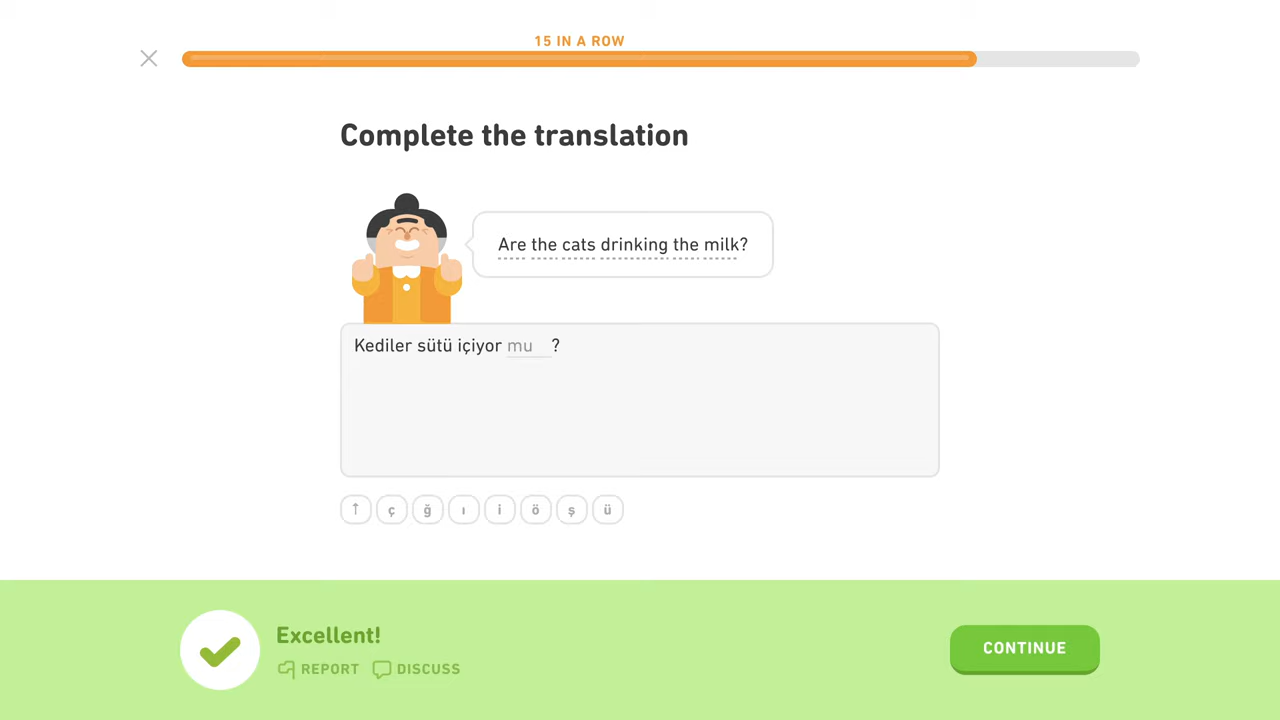 15 IN A ROW
Complete the translation
Are the cats drinking the milk?
Kediler sütü içiyor mu ?
↑ ç ğ ı i ö ş ü
Excellent!
REPORT DISCUSS
CONTINUE